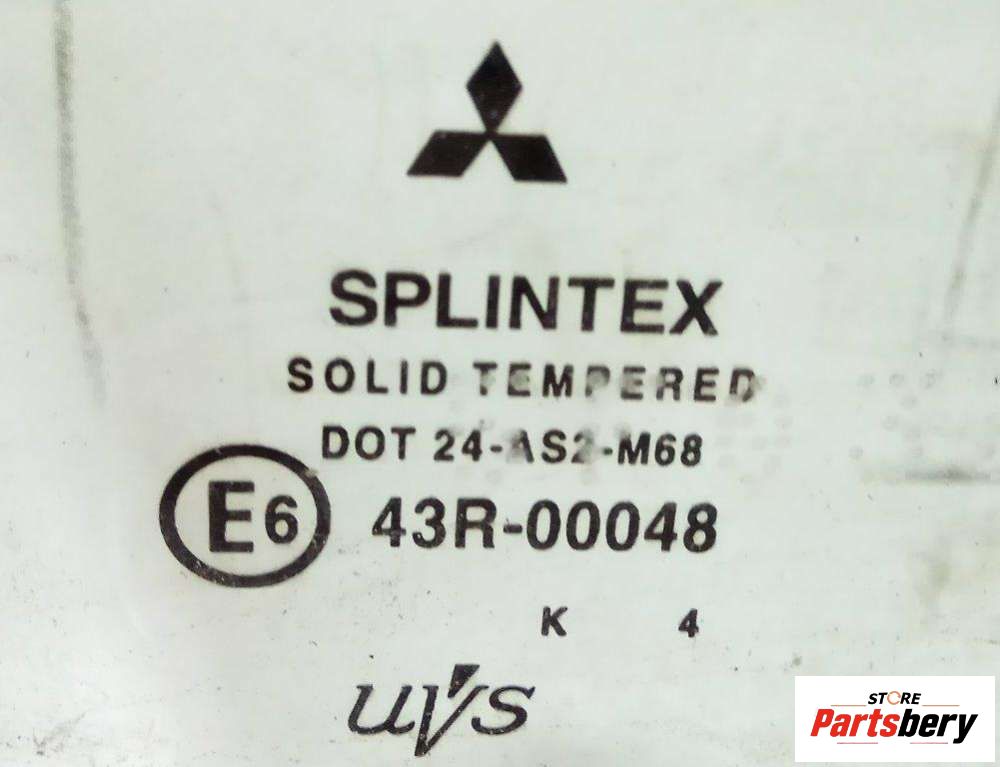 SPLINTEX
SOLID TEMPERED
DOT 24-AS2-M68
E6 43R-00048
K 4
uvs
STORE
Partsbery